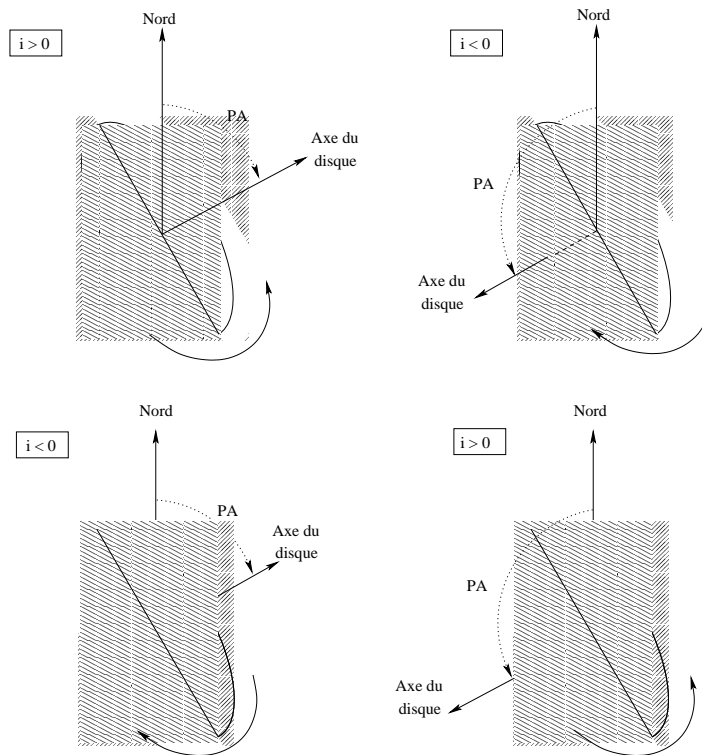 Nord
i > 0
PA
Axe du
disque
Nord
i < 0
PA
Axe du
disque
Nord
i < 0
PA
Axe du
disque
Nord
i > 0
PA
Axe du
disque